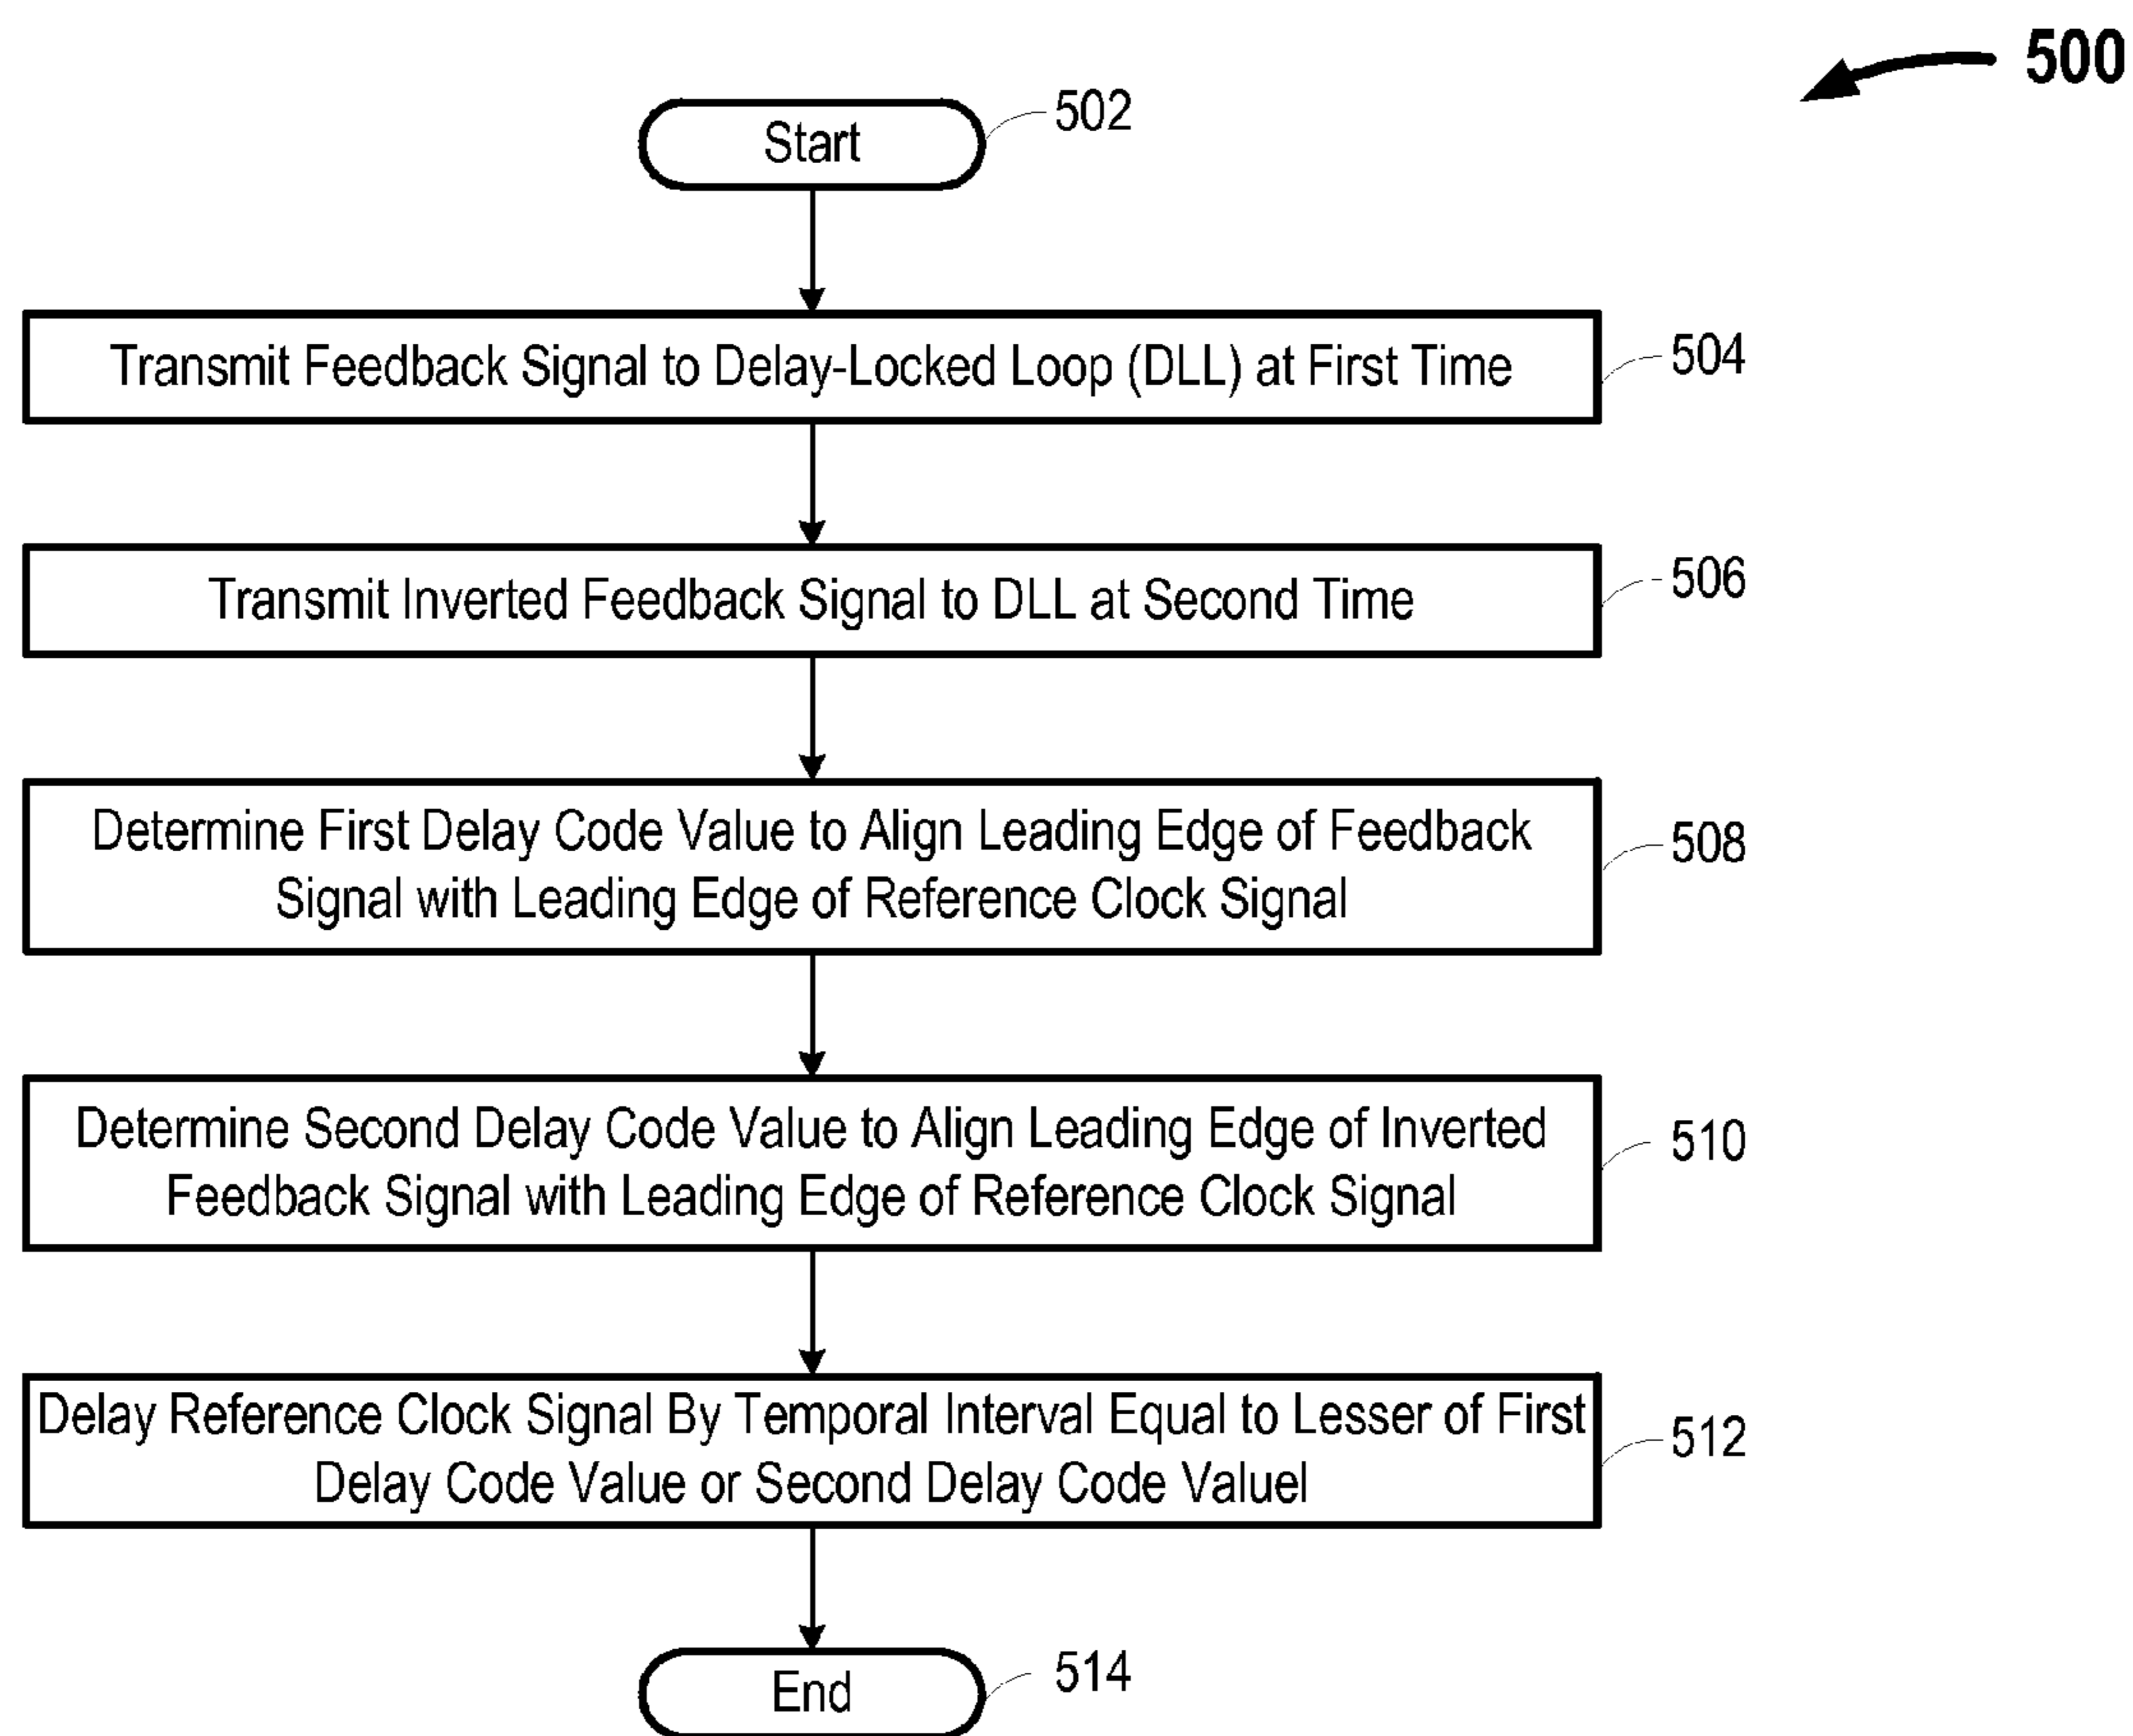 500
Start
502
Transmit Feedback Signal to Delay-Locked Loop (DLL) at First Time
504
Transmit Inverted Feedback Signal to DLL at Second Time
506
Determine First Delay Code Value to Align Leading Edge of Feedback
Signal with Leading Edge of Reference Clock Signal
508
Determine Second Delay Code Value to Align Leading Edge of Inverted
Feedback Signal with Leading Edge of Reference Clock Signal
510
Delay Reference Clock Signal By Temporal Interval Equal to Lesser of First
Delay Code Value or Second Delay Code Valuel
512
End
514